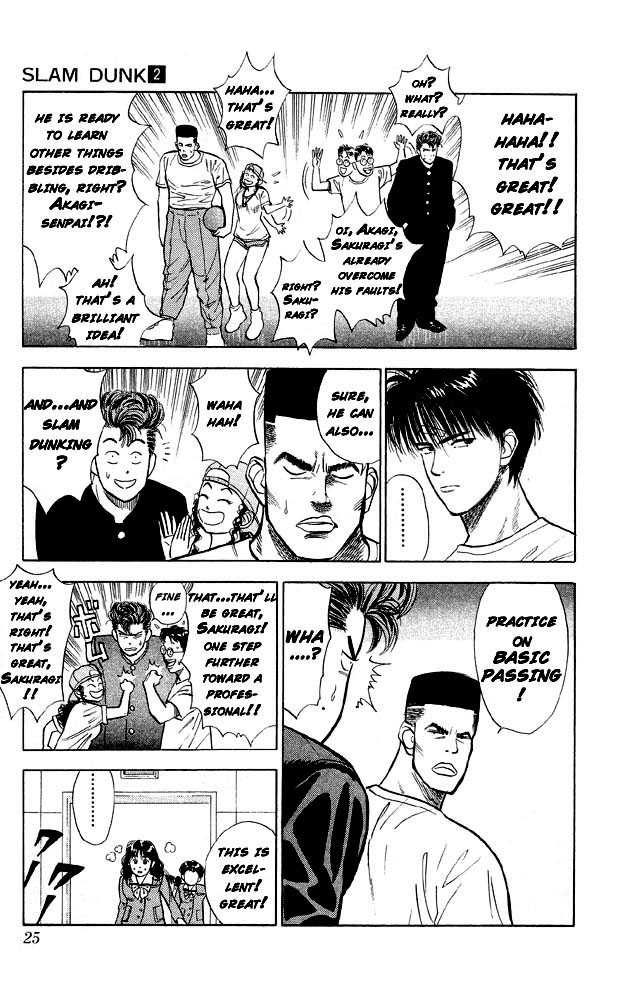 SLAM DUNK 2
HE IS READY
TO LEARN
OTHER THINGS
BESIDES DRIB-
BLING, RIGHT?
AKAGI-
SENPAI!?!
HAHA...
THAT'S
GREAT!
AH!
THAT'S A
BRILLIANT
IDEA!
OH?
WHAT?
REALLY?
OI, AKAGI,
SAKURAGI'S
ALREADY
OVERCOME
HIS FAULTS!
RIGHT?
SAKU-
RAGI?
HAHA-
HAHA!!
THAT'S
GREAT!
GREAT!!
AND...AND
SLAM
DUNKING
?
WAHA
HAH!
SURE,
HE CAN
ALSO...
.........
YEAH...
YEAH,
THAT'S
RIGHT!
THAT'S
GREAT,
SAKURAGI
!!
ボム
FINE
...
THAT...THAT'LL
BE GREAT,
SAKURAGI!
ONE STEP
FURTHER
TOWARD A
PROFES-
SIONAL!!
WHA
....?
PRACTICE
ON
BASIC
PASSING
!
.........
THIS IS
EXCEL-
LENT!
GREAT!
25